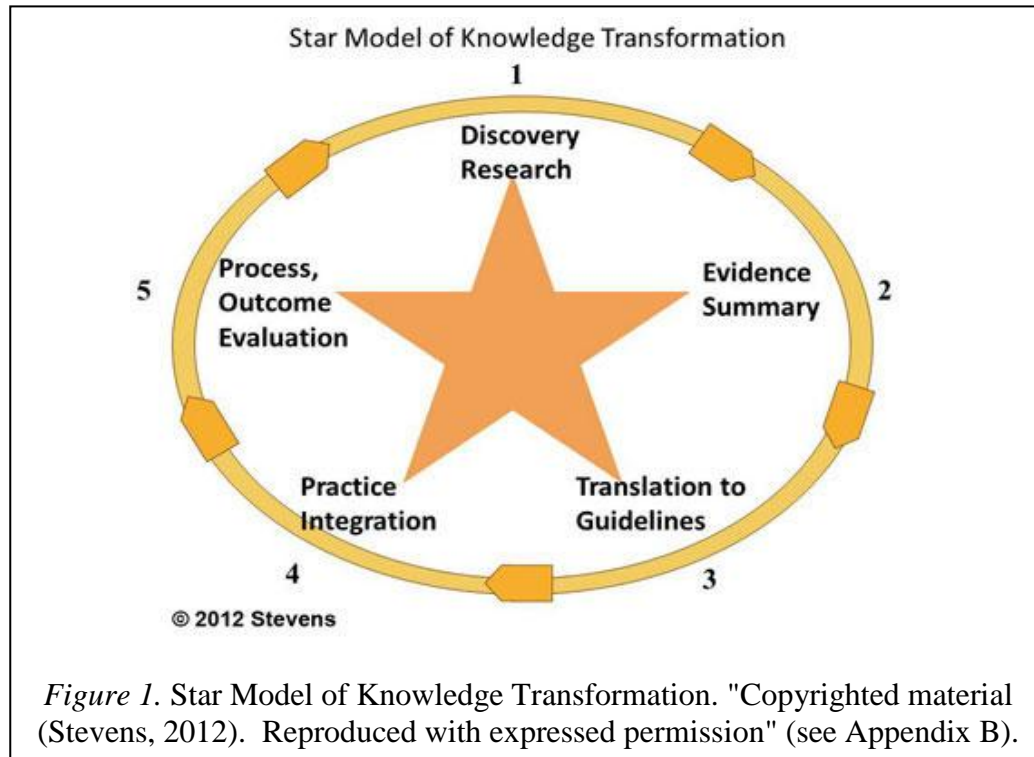 Star Model of Knowledge Transformation
1
Discovery
Research
Evidence
Summary
2
Translation to
Guidelines
3
Practice
Integration
4
Process,
Outcome
Evaluation
5
© 2012 Stevens
Figure 1. Star Model of Knowledge Transformation. "Copyrighted material
(Stevens, 2012).  Reproduced with expressed permission" (see Appendix B).